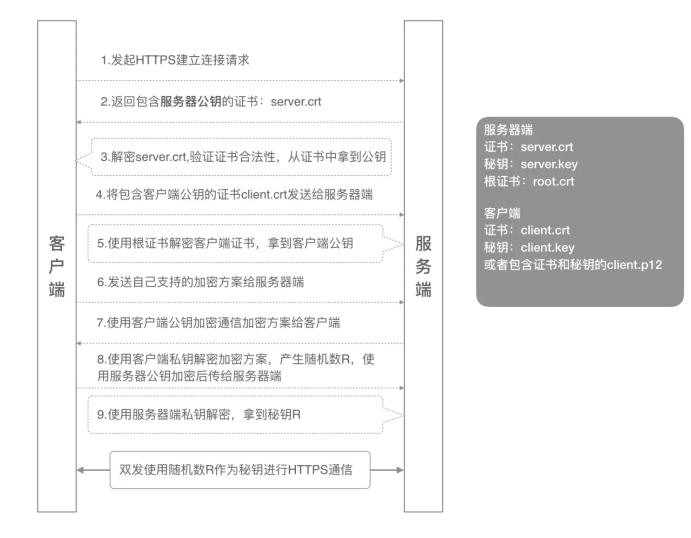 1.发起HTTPS建立连接请求
2.返回包含服务器公钥的证书：server.crt
3.解密server.crt,验证证书合法性，从证书中拿到公钥
4.将包含客户端公钥的证书client.crt发送给服务器端
5.使用根证书解密客户端证书，拿到客户端公钥
6.发送自己支持的加密方案给服务器端
7.使用客户端公钥加密通信加密方案给客户端
8.使用客户端私钥解密加密方案，产生随机数R，使
用服务器公钥加密后传给服务器端
9.使用服务器端私钥解密，拿到秘钥R
双发使用随机数R作为秘钥进行HTTPS通信
客
户
端
服
务
端
服务器端
证书：server.crt
秘钥：server.key
根证书：root.crt
客户端
证书：client.crt
秘钥：client.key
或者包含证书和秘钥的client.p12